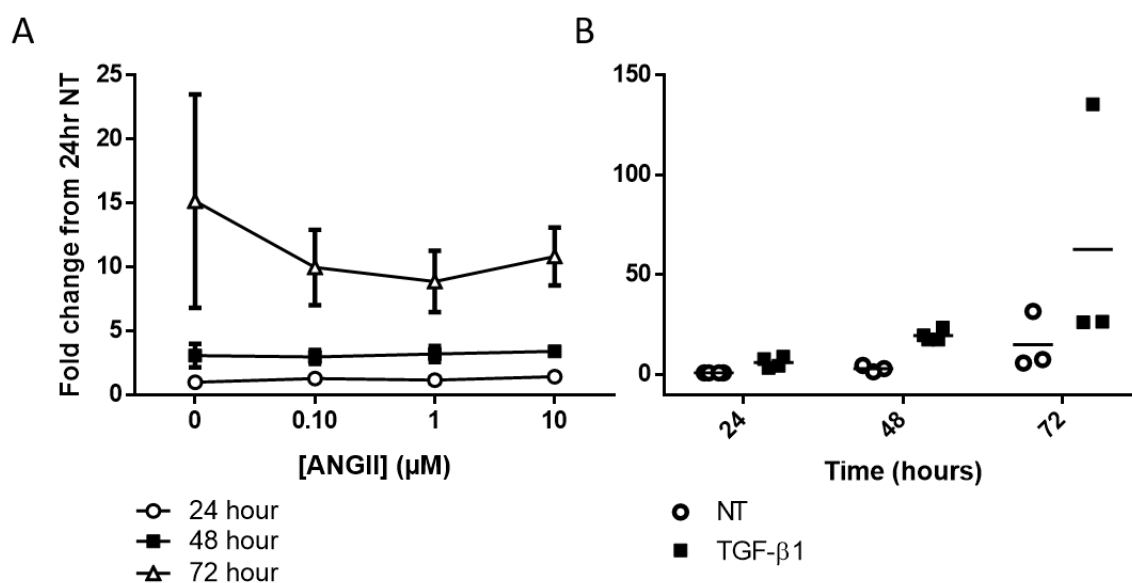 A
Fold change from 24hr NT
25
20
15
10
5
0
0 0.10 1 10
[ANGII] (µM)
24 hour
48 hour
72 hour
B
150
100
50
0
24 48 72
Time (hours)
NT
TGF-β1